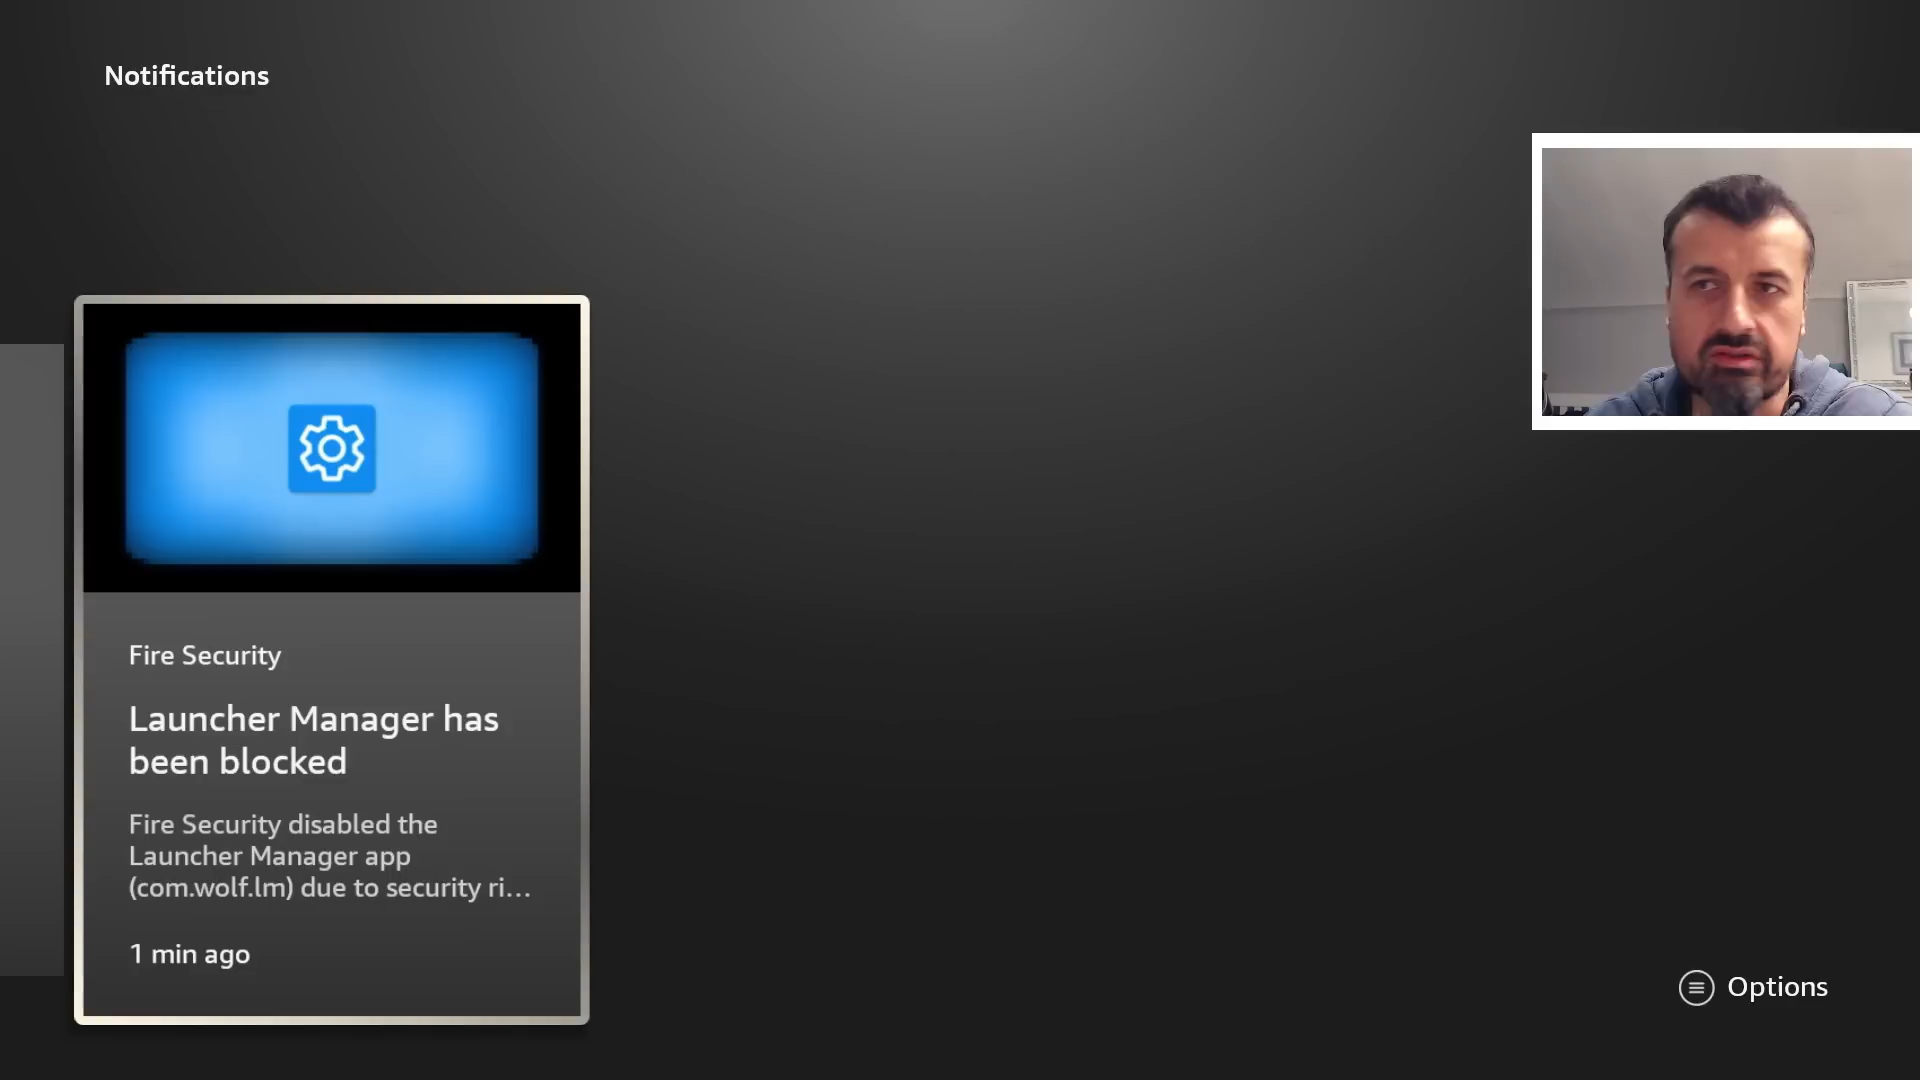 Notifications
Fire Security
Launcher Manager has
been blocked
Fire Security disabled the
Launcher Manager app
(com.wolf.lm) due to security ri...
1 min ago
Options